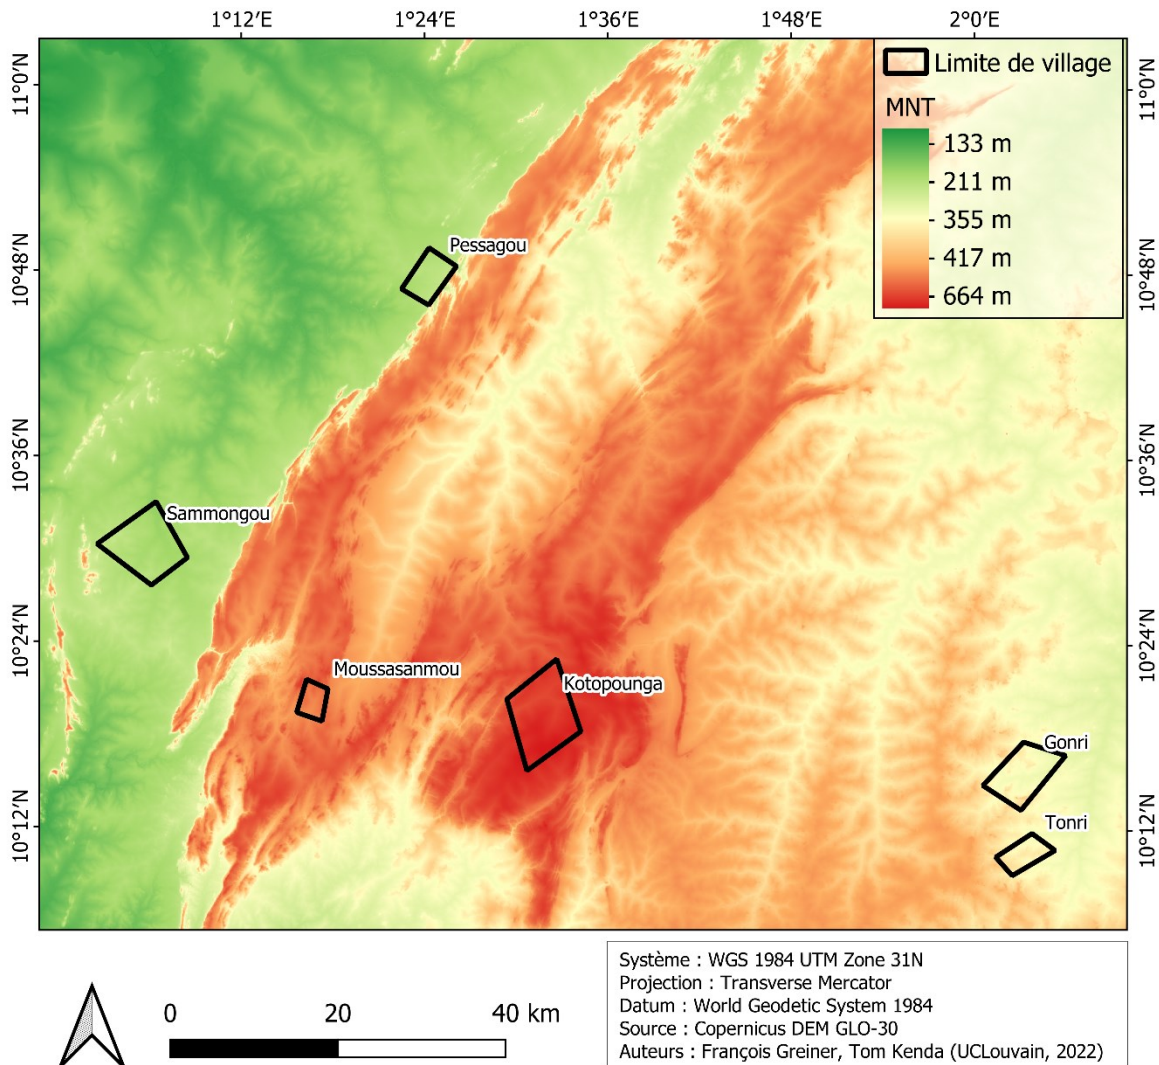 1°12'E 1°24'E 1°36'E 1°48'E 2°0'E
Limite de village
MNT
133 m
211 m
355 m
417 m
664 m
11°0'N 11°0'N
Pessagou
10°48'N 10°48'N
10°36'N 10°36'N
Sammongou
10°24'N 10°24'N
Moussasanmou
Kotopounga
Gonri
Tonri
10°12'N 10°12'N
0 20 40 km
Système : WGS 1984 UTM Zone 31N
Projection : Transverse Mercator
Datum : World Geodetic System 1984
Source : Copernicus DEM GLO-30
Auteurs : François Greiner, Tom Kenda (UCLouvain, 2022)